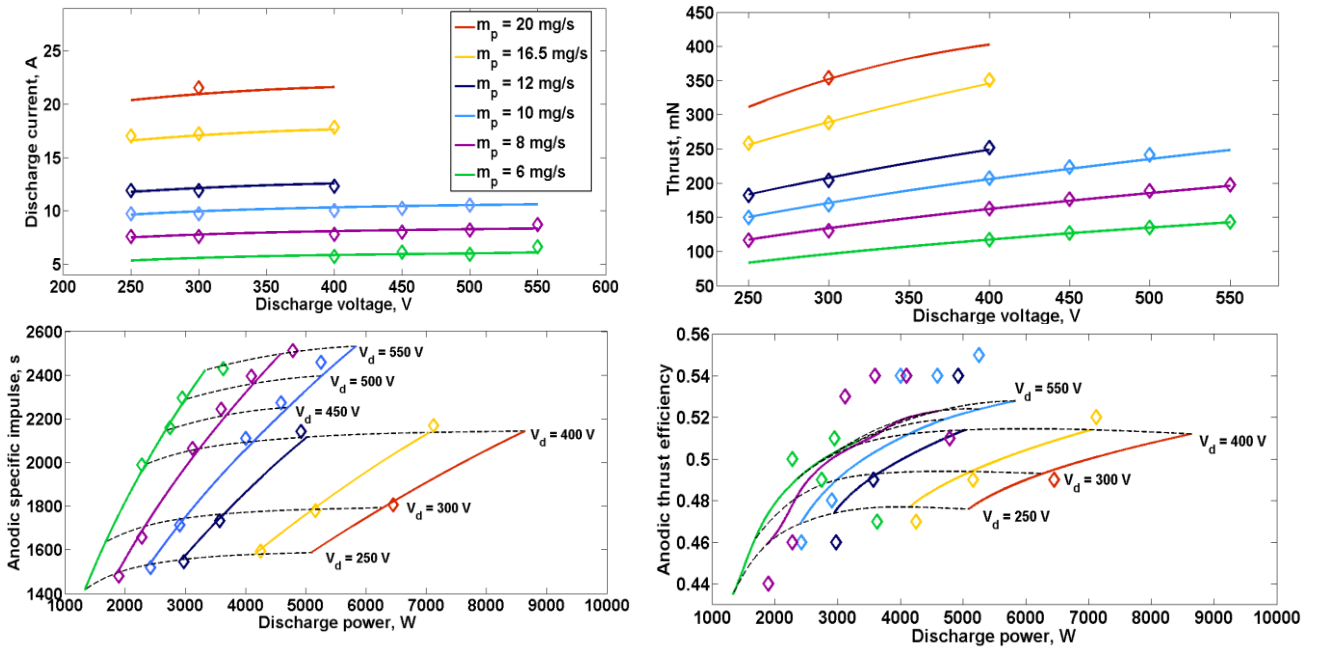 Discharge current, A
25
20
15
10
5
200 250 300 350 400 450 500 550 600
Discharge voltage, V
m_p = 20 mg/s
m_p = 16.5 mg/s
m_p = 12 mg/s
m_p = 10 mg/s
m_p = 8 mg/s
m_p = 6 mg/s
Thrust, mN
450
400
350
300
250
200
150
100
50
250 300 350 400 450 500 550
Discharge voltage, V
Anodic specific impulse, s
2600
2400
2200
2000
1800
1600
1400
1000 2000 3000 4000 5000 6000 7000 8000 9000 10000
Discharge power, W
V_d = 550 V
V_d = 500 V
V_d = 450 V
V_d = 400 V
V_d = 300 V
V_d = 250 V
Anodic thrust efficiency
0.56
0.54
0.52
0.5
0.48
0.46
0.44
1000 2000 3000 4000 5000 6000 7000 8000 9000 10000
Discharge power, W
V_d = 550 V
V_d = 400 V
V_d = 300 V
V_d = 250 V